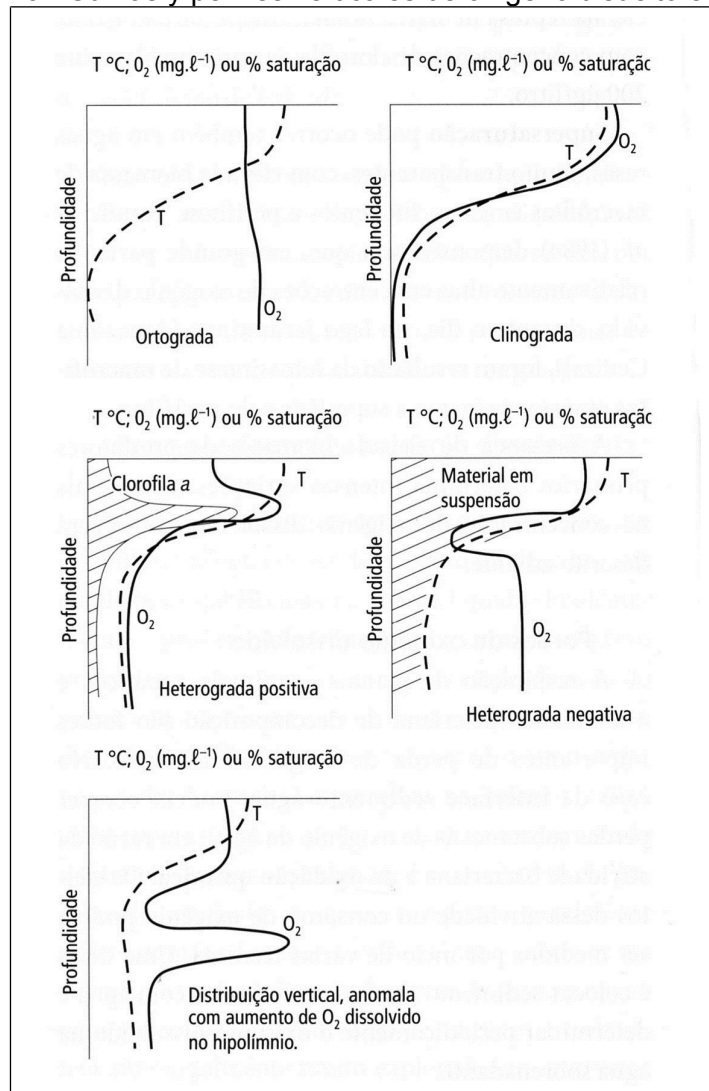 T °C; O₂ (mg.ℓ⁻¹) ou % saturação
Profundidade
T
O₂
Ortograda
T °C; O₂ (mg.ℓ⁻¹) ou % saturaçãc
Profundidade
T
O₂
Clinograda
T °C; O₂ (mg.ℓ⁻¹) ou % saturação
Profundidade
Clorofila a
T
O₂
Heterograda positiva
T °C; O₂ (mg.ℓ⁻¹) ou % saturaçãc
Profundidade
Material em
suspensão
T
O₂
Heterograda negativa
T °C; O₂ (mg.ℓ⁻¹) ou % saturação
Profundidade
T
O₂
Distribuição vertical, anomala
com aumento de O₂ dissolvido
no hipolímnio.